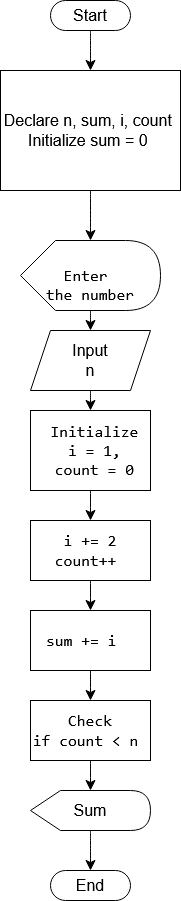 Start
Declare n, sum, i, count
Initialize sum = 0
Enter
the number
Input
n
Initialize
i = 1,
count = 0
i += 2
count++
sum += i
Check
if count < n
Sum
End